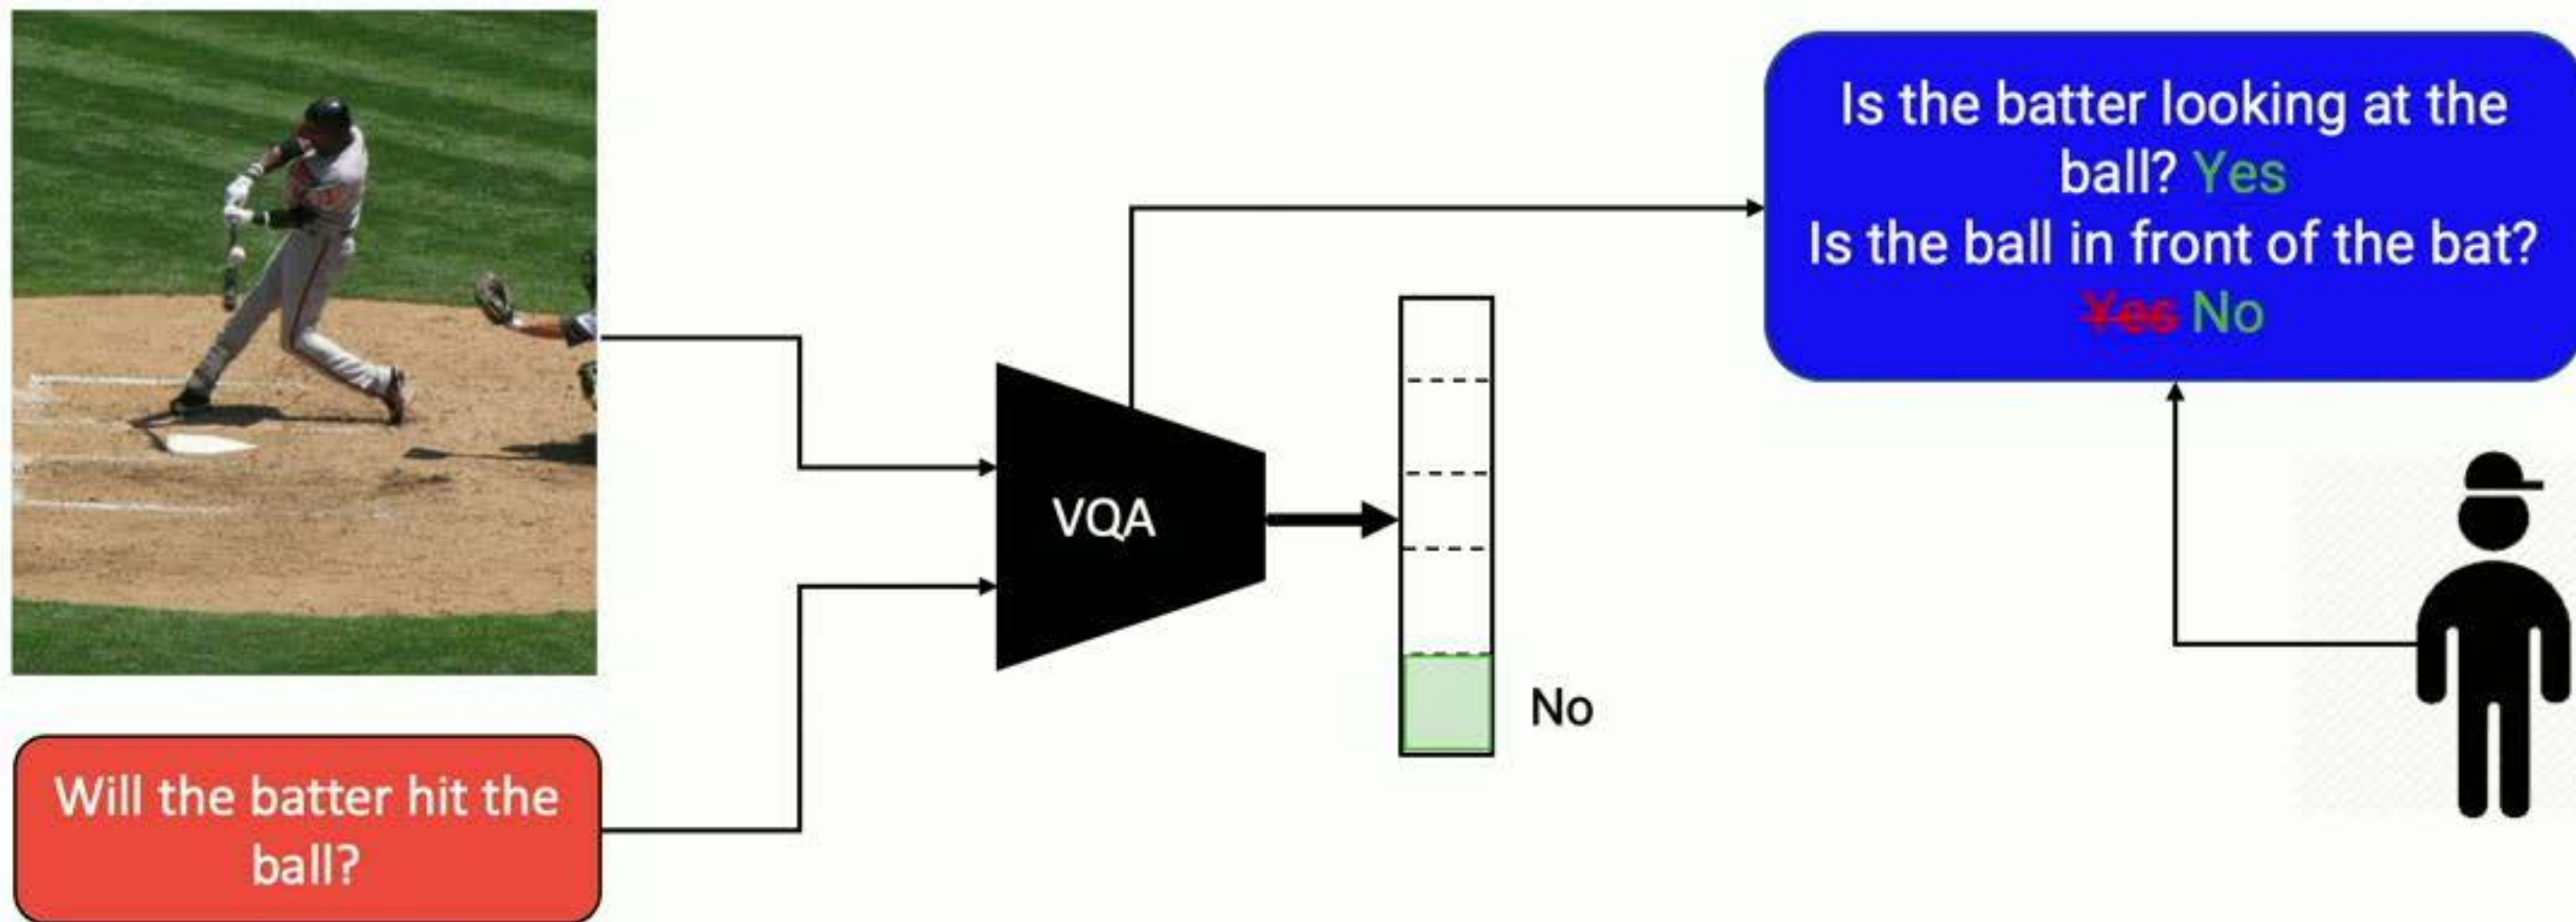 Will the batter hit the
ball?
VQA
No
Is the batter looking at the
ball? Yes
Is the ball in front of the bat?
Yes No